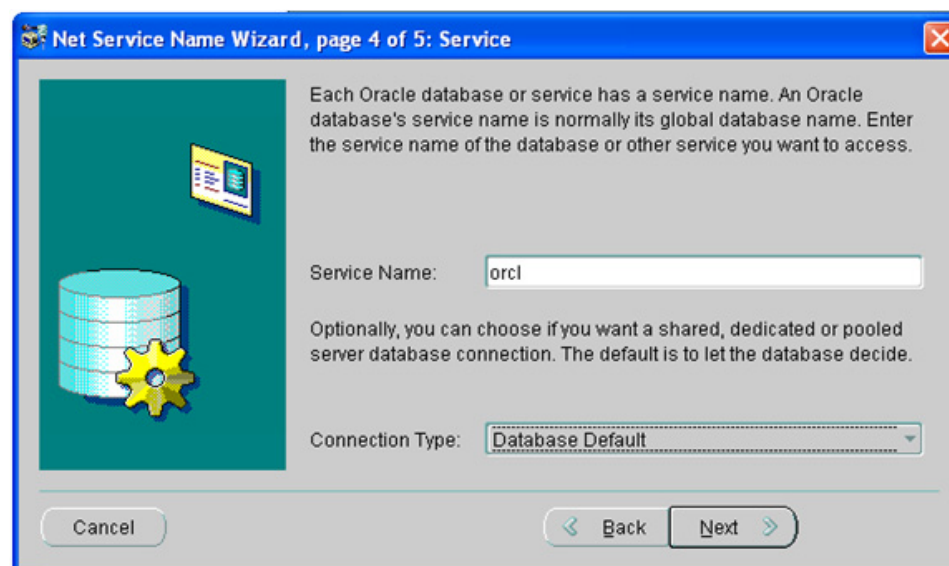 Net Service Name Wizard, page 4 of 5: Service
Each Oracle database or service has a service name. An Oracle
database's service name is normally its global database name. Enter
the service name of the database or other service you want to access.
Service Name: orcl
Optionally, you can choose if you want a shared, dedicated or pooled
server database connection. The default is to let the database decide.
Connection Type: Database Default
Cancel Back Next